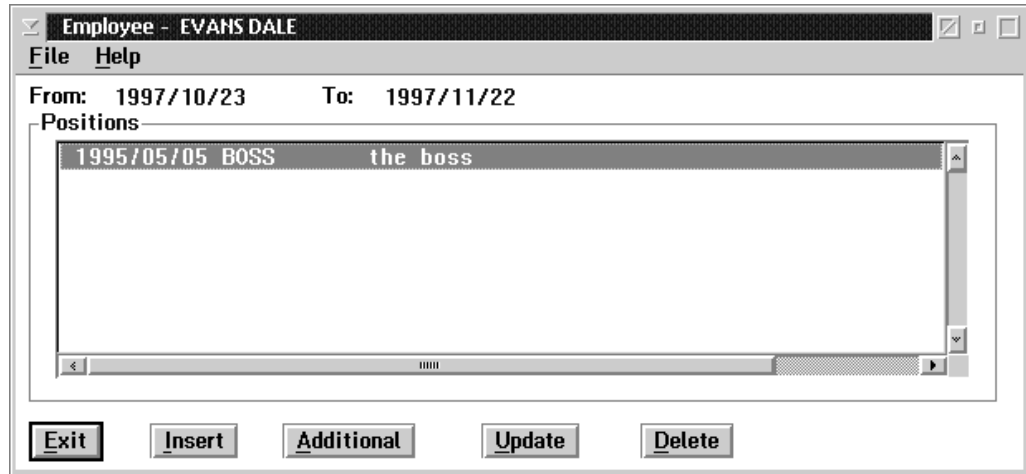 Employee - EVANS DALE
File Help
From: 1997/10/23 To: 1997/11/22
Positions
1995/05/05 BOSS the boss
Exit Insert Additional Update Delete